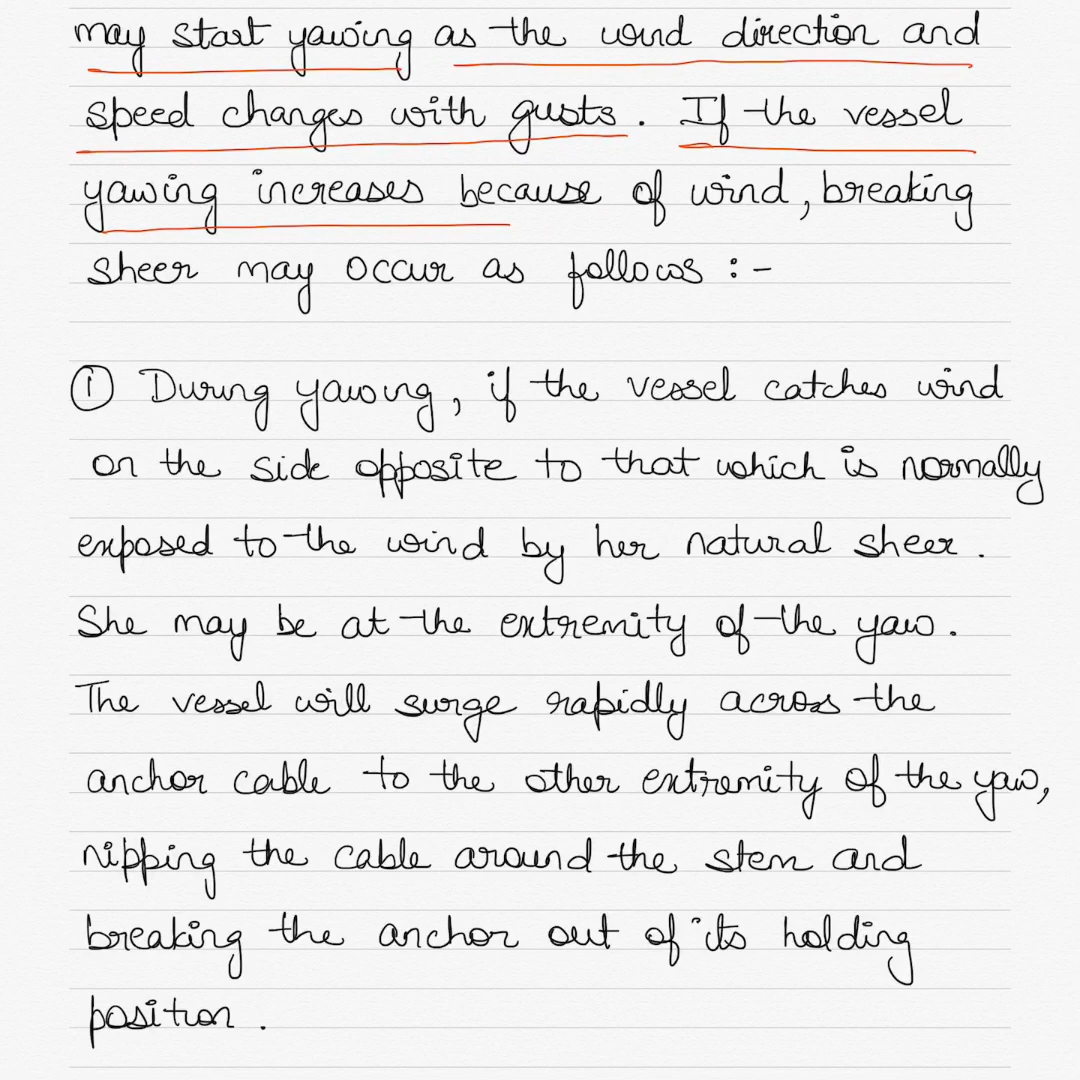 may start yawing as the wind direction and
speed changes with gusts. If the vessel
yawing increases because of wind, breaking
sheer may occur as follows :-
① During yawing, if the vessel catches wind
on the side opposite to that which is normally
exposed to the wind by her natural sheer.
She may be at the extremity of the yaw.
The vessel will surge rapidly across the
anchor cable to the other extremity of the yaw,
nipping the cable around the stem and
breaking the anchor out of its holding
position.